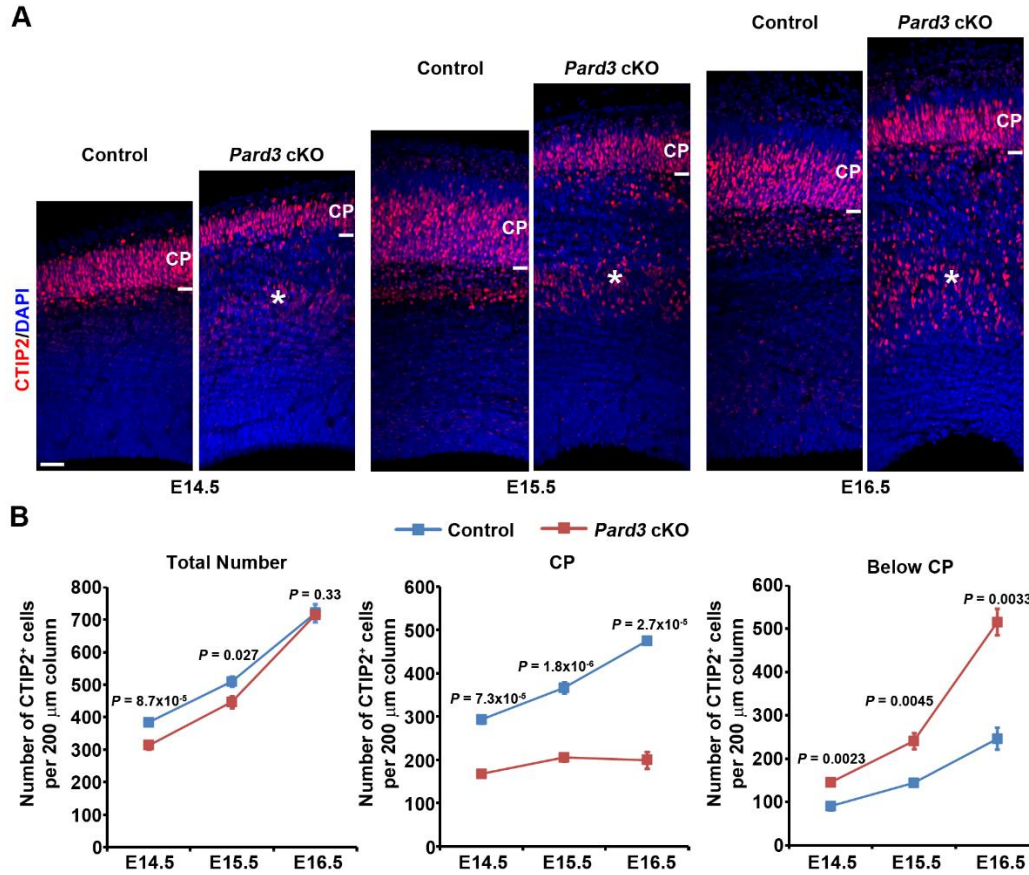 A
Control
Pard3 cKO
Control
Pard3 cKO
Control
Pard3 cKO
CP
CP
CP
CP
CP
CP
*
*
*
CTIP2/DAPI
E14.5
E15.5
E16.5
B
Control
Pard3 cKO
Total Number
Number of CTIP2⁺ cells
per 200 µm column
800
700
600
500
400
300
200
100
0
P = 8.7x10⁻⁵
P = 0.027
P = 0.33
E14.5
E15.5
E16.5
CP
Number of CTIP2⁺ cells
per 200 µm column
600
500
400
300
200
100
0
P = 7.3x10⁻⁵
P = 1.8x10⁻⁶
P = 2.7x10⁻⁵
E14.5
E15.5
E16.5
Below CP
Number of CTIP2⁺ cells
per 200 µm column
600
500
400
300
200
100
0
P = 0.0023
P = 0.0045
P = 0.0033
E14.5
E15.5
E16.5